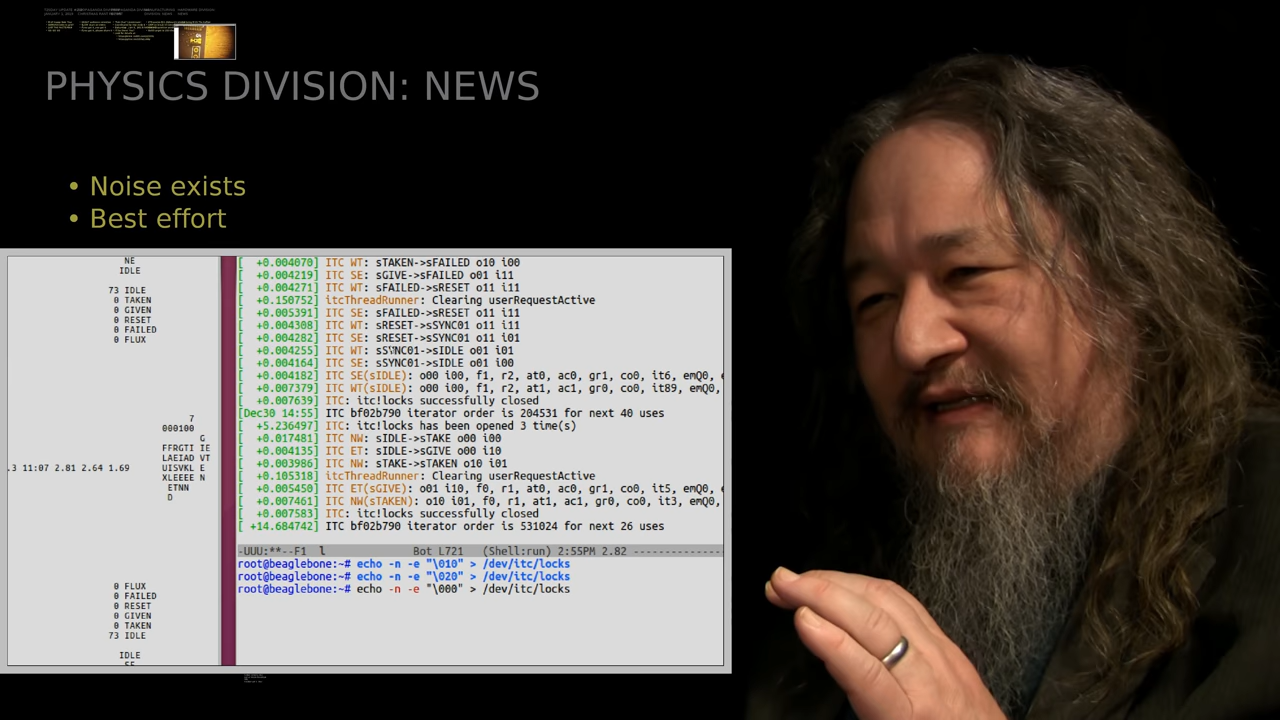 PHYSICS DIVISION: NEWS
• Noise exists
• Best effort
NE
IDLE
73 IDLE
0 TAKEN
0 GIVEN
0 RESET
0 FAILED
0 FLUX
7
000100
G
FFRGTI IE
LAEIAD VT
.3 11:07 2.81 2.64 1.69 UISVKL E
XLEEEE N
ETNN
D
0 FLUX
0 FAILED
0 RESET
0 GIVEN
0 TAKEN
73 IDLE
IDLE
SE
[ +0.004070] ITC WT: sTAKEN->sFAILED o10 i00
[ +0.004219] ITC SE: sGIVE->sFAILED o01 i11
[ +0.004271] ITC WT: sFAILED->sRESET o11 i11
[ +0.150752] itcThreadRunner: Clearing userRequestActive
[ +0.005391] ITC SE: sFAILED->sRESET o11 i11
[ +0.004308] ITC WT: sRESET->sSYNC01 o11 i11
[ +0.004282] ITC SE: sRESET->sSYNC01 o11 i01
[ +0.004255] ITC WT: sSYNC01->sIDLE o01 i01
[ +0.004164] ITC SE: sSYNC01->sIDLE o01 i00
[ +0.004182] ITC SE(sIDLE): o00 i00, f1, r2, at0, ac0, gr1, co0, it6, emQ0, e
[ +0.007379] ITC WT(sIDLE): o00 i00, f1, r2, at1, ac1, gr0, co0, it89, emQ0,
[ +0.007639] ITC: itc!locks successfully closed
[Dec30 14:55] ITC bf02b790 iterator order is 204531 for next 40 uses
[ +5.236497] ITC: itc!locks has been opened 3 time(s)
[ +0.017481] ITC NW: sIDLE->sTAKE o00 i00
[ +0.004135] ITC ET: sIDLE->sGIVE o00 i10
[ +0.003986] ITC NW: sTAKE->sTAKEN o10 i01
[ +0.105318] itcThreadRunner: Clearing userRequestActive
[ +0.005450] ITC ET(sGIVE): o01 i10, f0, r1, at0, ac0, gr1, co0, it5, emQ0, e
[ +0.007461] ITC NW(sTAKEN): o10 i01, f0, r1, at1, ac1, gr0, co0, it3, emQ0,
[ +0.007583] ITC: itc!locks successfully closed
[ +14.684742] ITC bf02b790 iterator order is 531024 for next 26 uses
-UUU:**--F1 l Bot L721 (Shell:run) 2:55PM 2.82 ------------
root@beaglebone:~# echo -n -e "\010" > /dev/itc/locks
root@beaglebone:~# echo -n -e "\020" > /dev/itc/locks
root@beaglebone:~# echo -n -e "\000" > /dev/itc/locks